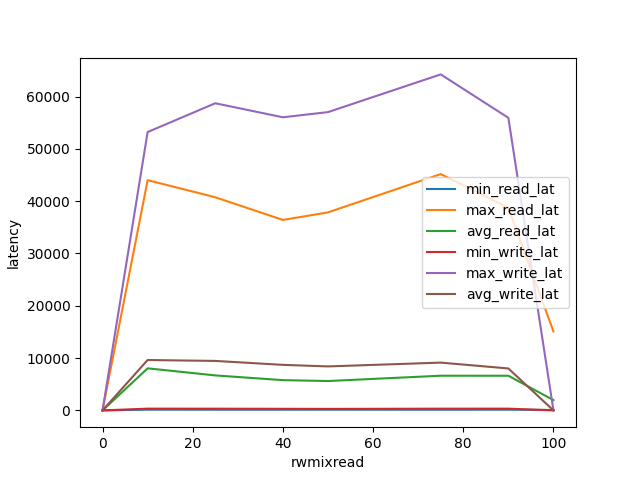 60000
50000
40000
30000
20000
10000
0
latency
min_read_lat
max_read_lat
avg_read_lat
min_write_lat
max_write_lat
avg_write_lat
0 20 40 60 80 100
rwmixread